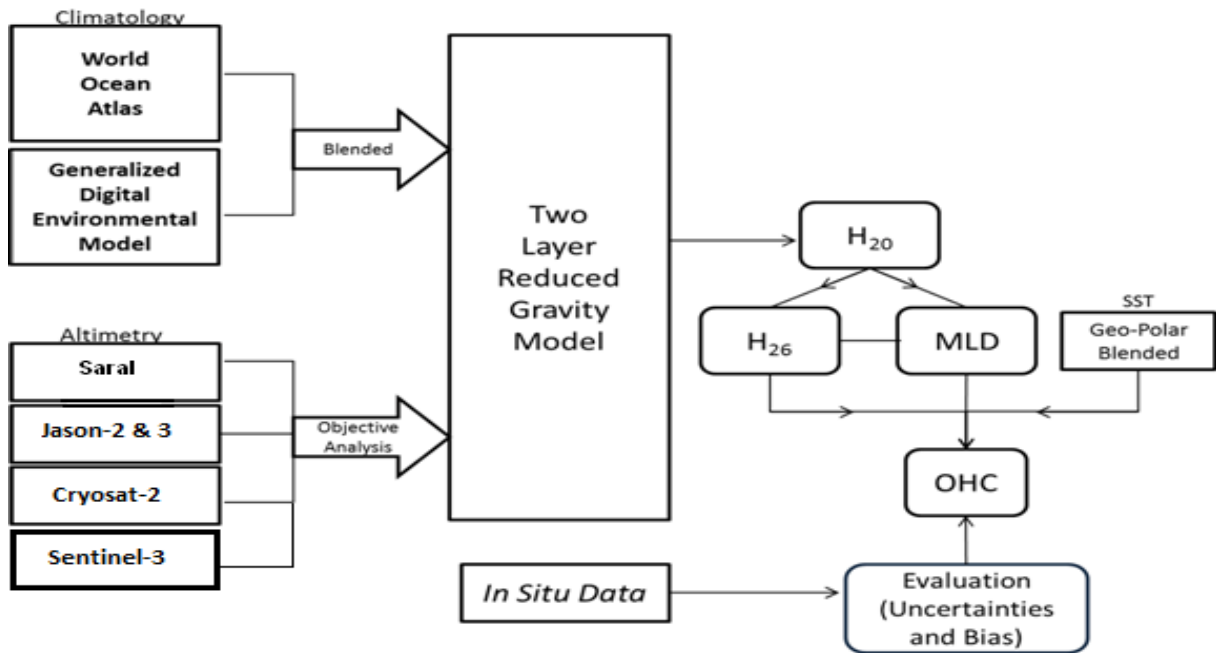 Climatology
World
Ocean
Atlas
Generalized
Digital
Environmental
Model
Blended
Altimetry
Saral
Jason-2 & 3
Cryosat-2
Sentinel-3
Objective
Analysis
Two
Layer
Reduced
Gravity
Model
H₂₀
H₂₆
MLD
SST
Geo-Polar
Blended
OHC
In Situ Data
Evaluation
(Uncertainties
and Bias)